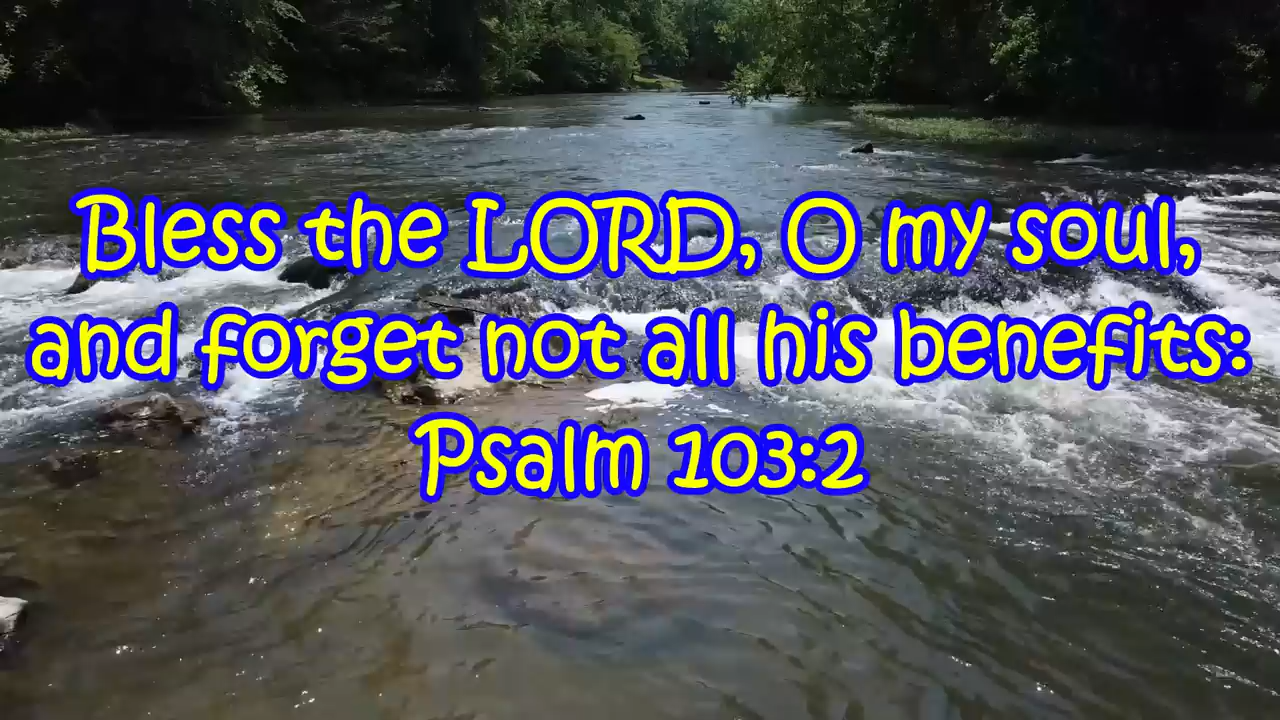 Bless the LORD, O my soul,
and forget not all his benefits:
Psalm 103:2